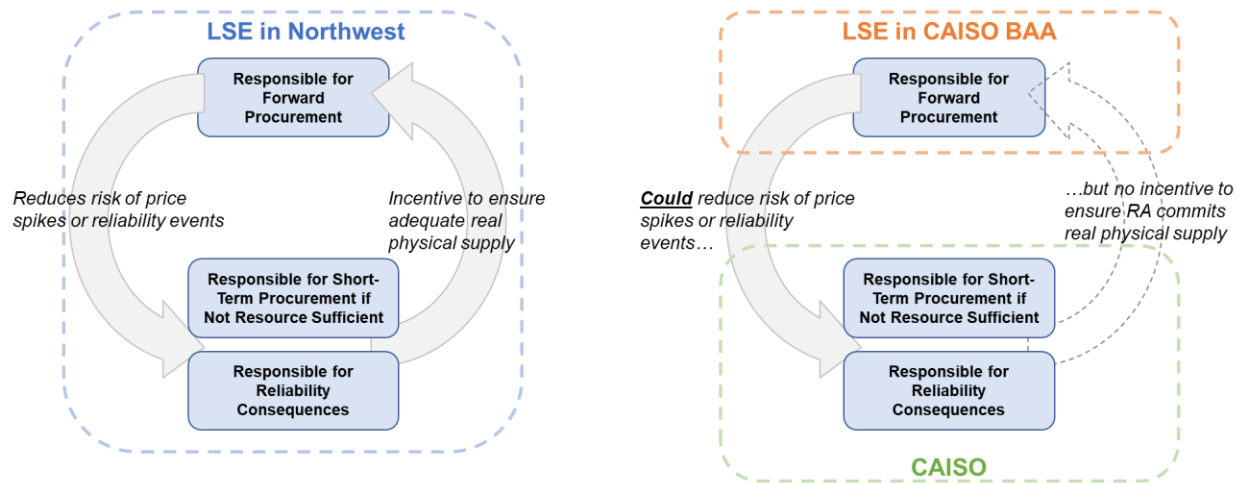 LSE in Northwest
Responsible for
Forward
Procurement
Reduces risk of price
spikes or reliability events
Incentive to ensure
adequate real
physical supply
Responsible for Short-
Term Procurement if
Not Resource Sufficient
Responsible for
Reliability
Consequences
LSE in CAISO BAA
Responsible for
Forward
Procurement
Could reduce risk of price
spikes or reliability
events…
…but no incentive to
ensure RA commits
real physical supply
Responsible for Short-
Term Procurement if
Not Resource Sufficient
Responsible for
Reliability
Consequences
CAISO